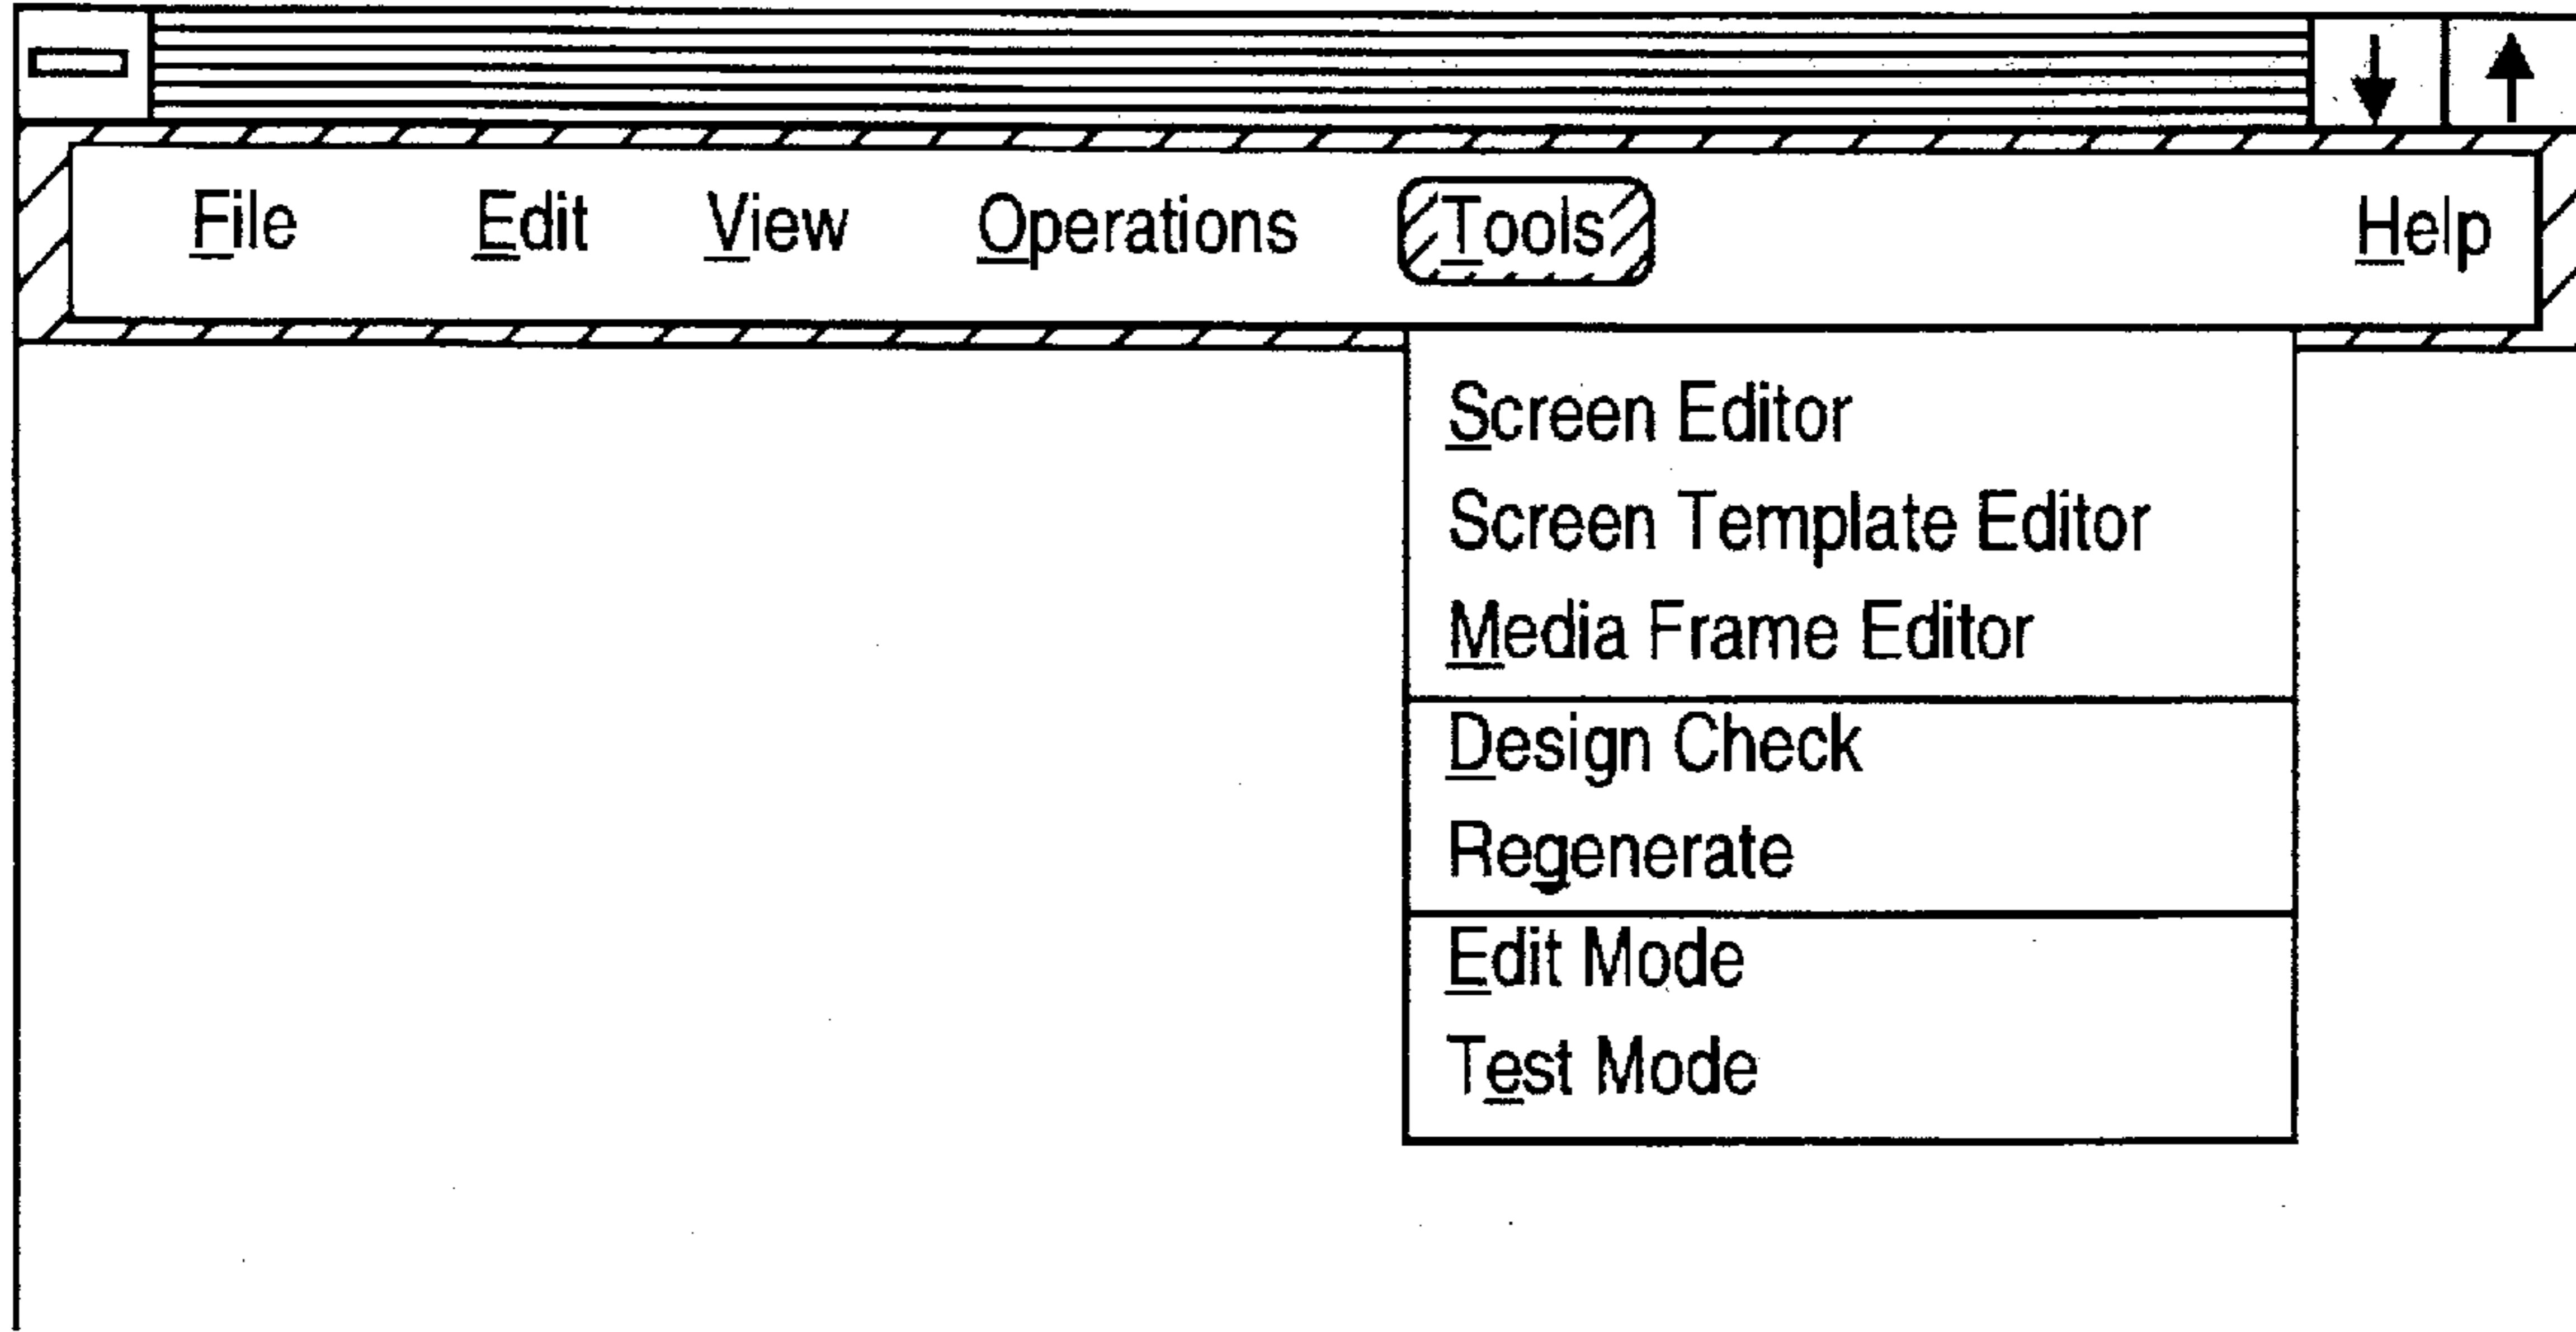 File Edit View Operations Tools Help
Screen Editor
Screen Template Editor
Media Frame Editor
Design Check
Regenerate
Edit Mode
Test Mode